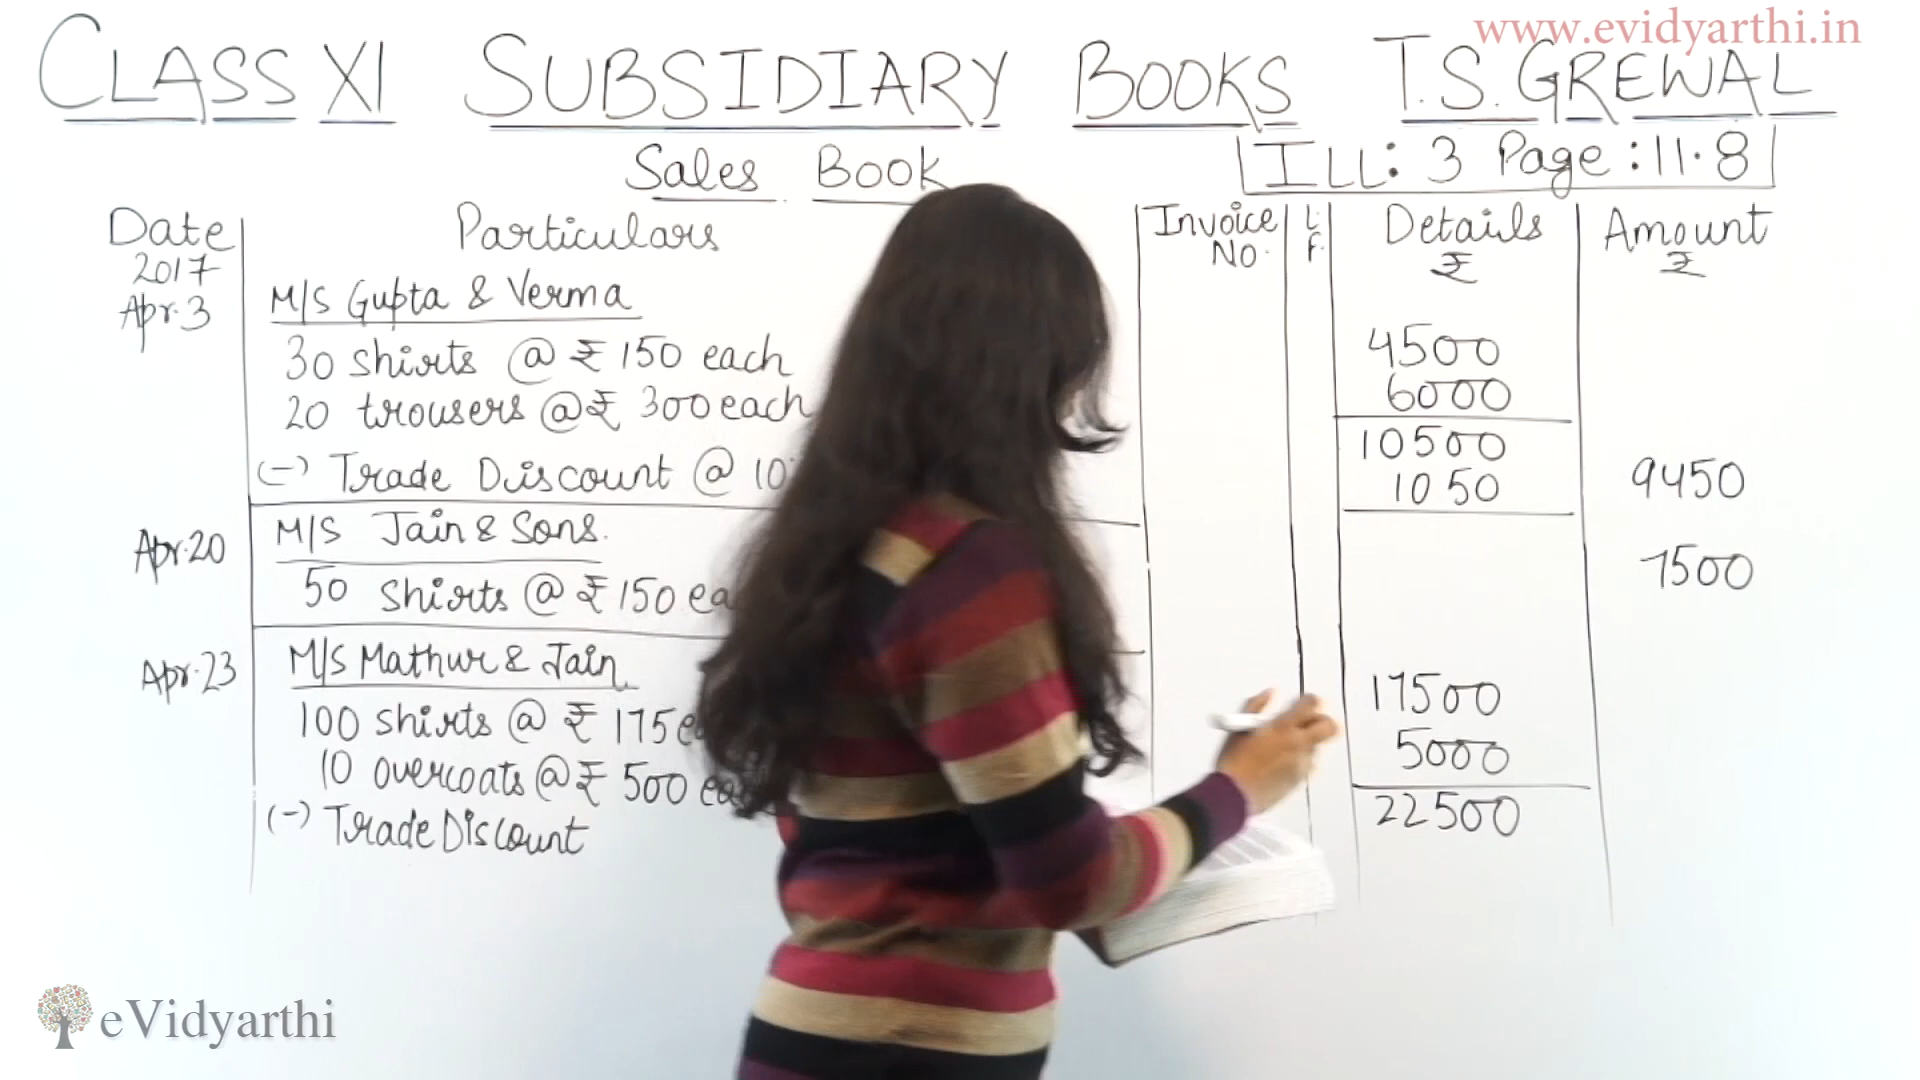 www.evidyarthi.in
CLASS XI SUBSIDIARY BOOKS T.S. GREWAL
Sales Book ILL: 3 Page :11.8
Date Particulars Invoice No. L.F. Details ₹ Amount ₹
2017
Apr.3 M/S Gupta & Verma
30 Shirts @ ₹ 150 each 4500
20 trousers @ ₹ 300 each 6000
10500
(-) Trade Discount @ 10 1050 9450
Apr.20 M/S Jain & Sons.
50 Shirts @ ₹ 150 7500
Apr.23 M/S Mathur & Jain
100 Shirts @ ₹ 175 17500
10 overcoats @ ₹ 500 5000
(-) Trade Discount 22500
eVidyarthi